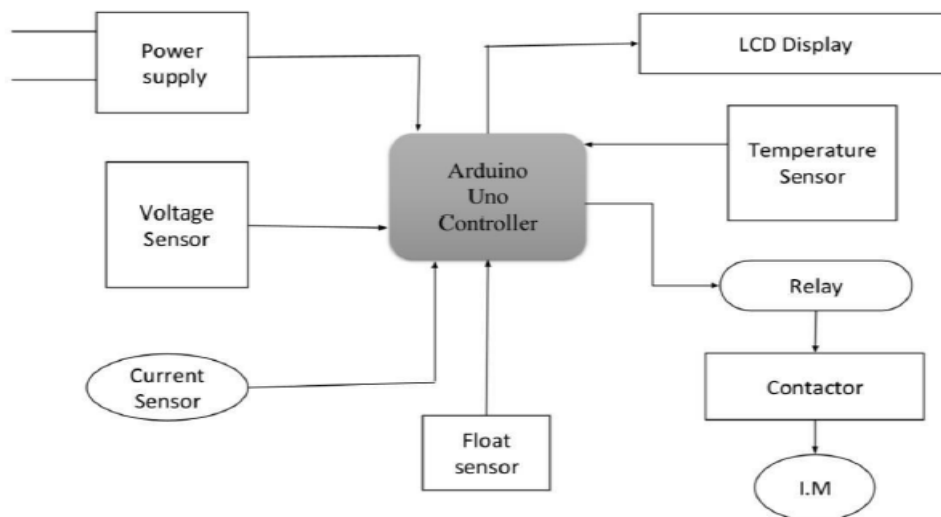 Power
supply
LCD Display
Arduino
Uno
Controller
Temperature
Sensor
Voltage
Sensor
Relay
Current
Sensor
Contactor
Float
sensor
I.M